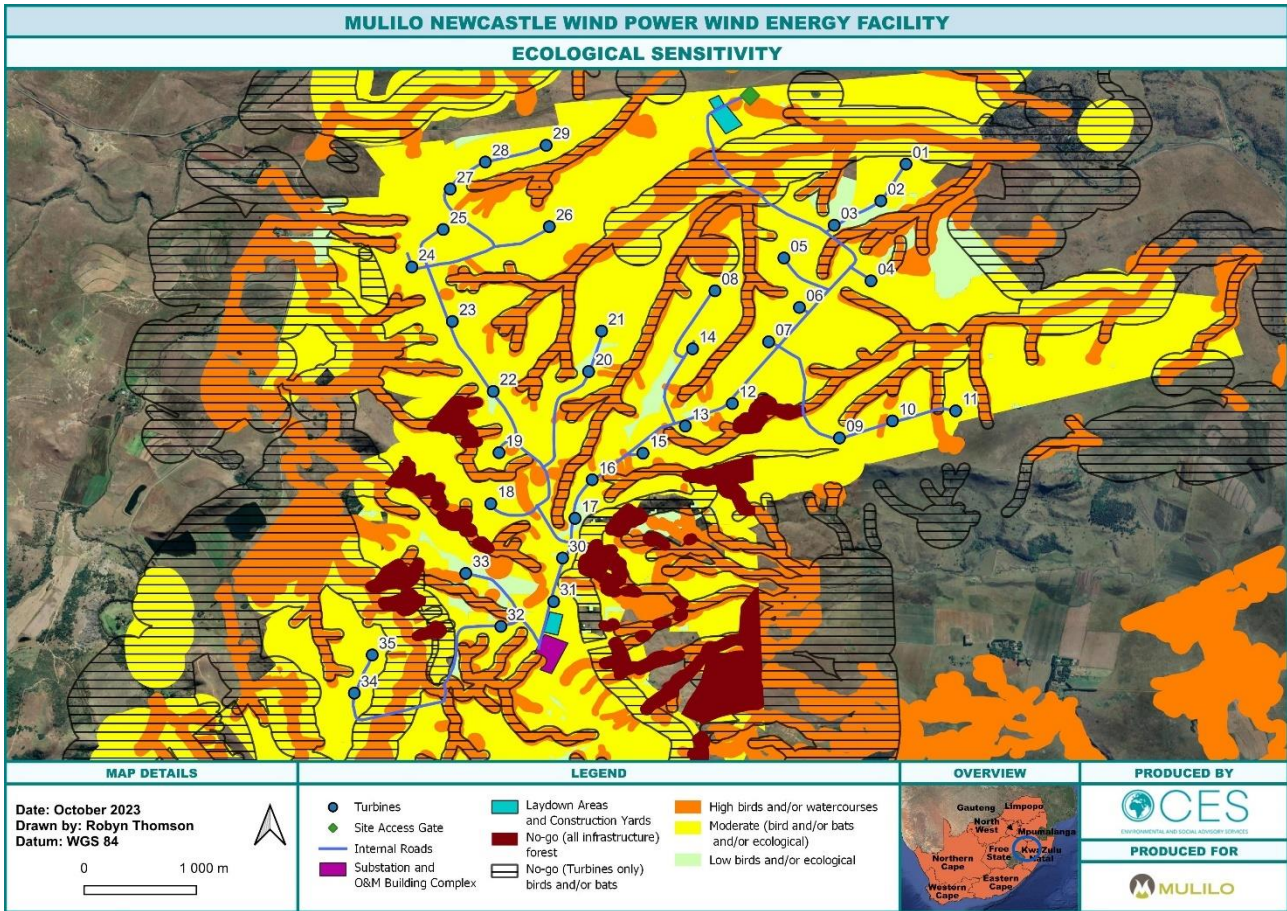 MULILO NEWCASTLE WIND POWER WIND ENERGY FACILITY
ECOLOGICAL SENSITIVITY
29
28
27
01
02
25
26
03
24
05
04
08
06
23
21
07
14
20
22
12
11
13
10
09
19
15
16
18
17
30
33
31
32
35
34
MAP DETAILS
Date: October 2023
Drawn by: Robyn Thomson
Datum: WGS 84
0
1 000 m
LEGEND
Turbines
Site Access Gate
Internal Roads
Substation and
O&M Building Complex
Laydown Areas
and Construction Yards
No-go (all infrastructure)
forest
No-go (Turbines only)
birds and/or bats
High birds and/or watercourses
Moderate (bird and/or bats
and/or ecological)
Low birds and/or ecological
OVERVIEW
Limpopo
Gauteng
North
West
Mpumalanga
Free
State
KwaZulu
Natal
Northern
Cape
Eastern
Cape
Western
Cape
PRODUCED BY
CES
ENVIRONMENTAL AND SOCIAL ADVISORY SERVICES
PRODUCED FOR
MULILO